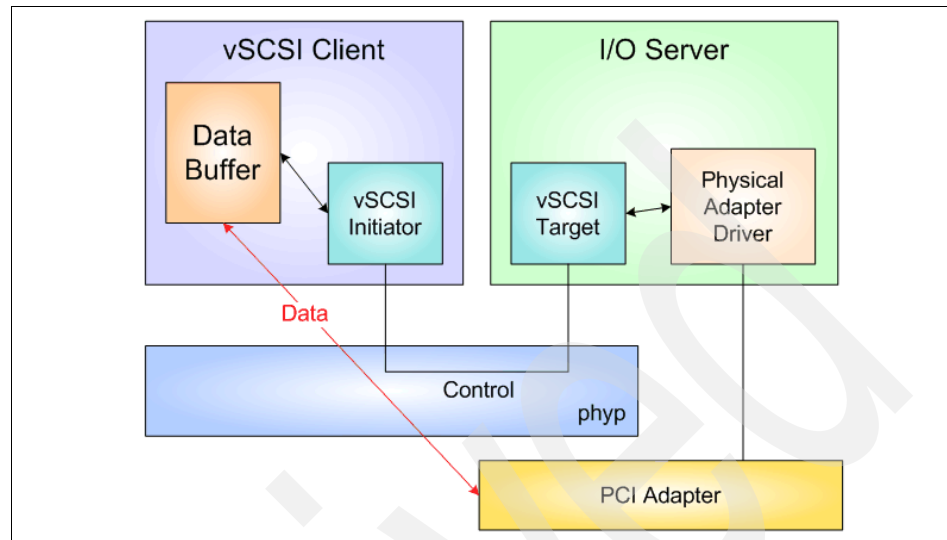 vSCSI Client
I/O Server
Data
Buffer
vSCSI
Initiator
vSCSI
Target
Physical
Adapter
Driver
Data
Control
phyp
PCI Adapter